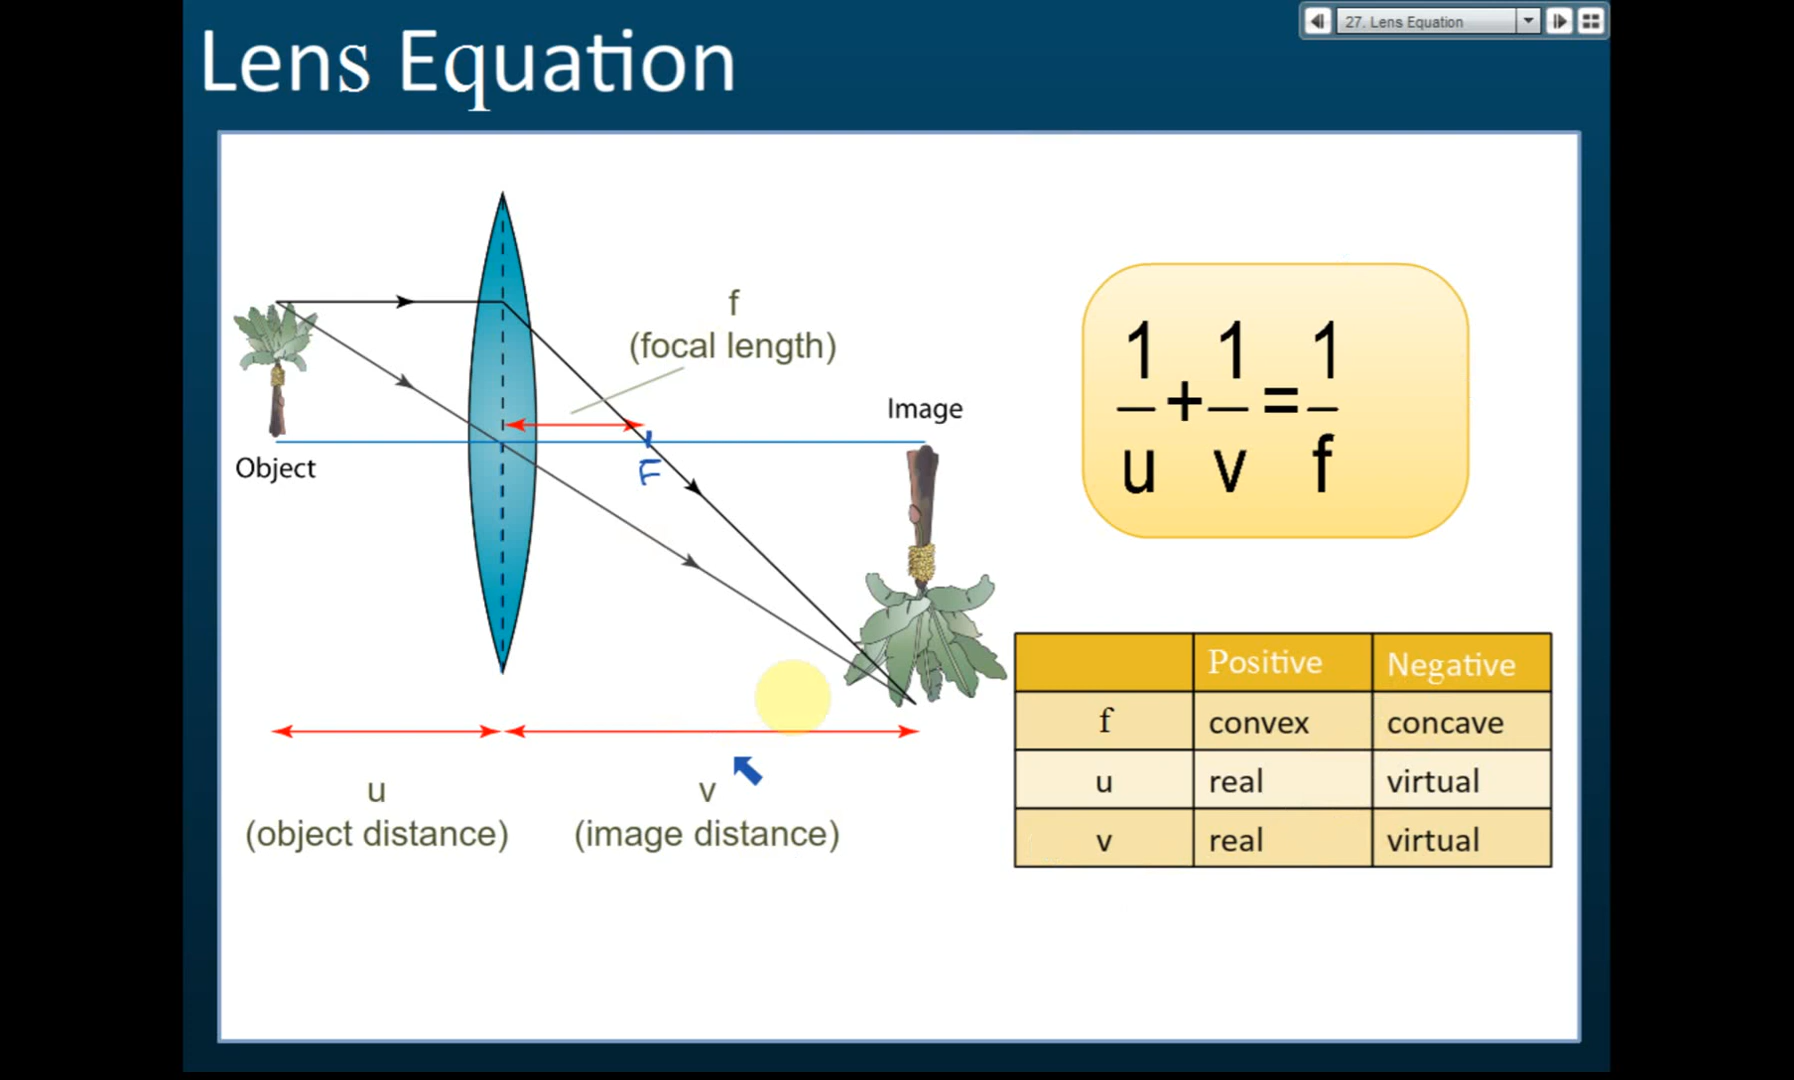 27. Lens Equation
Lens Equation
f
(focal length)
Image
Object
F
u
(object distance)
v
(image distance)
1 1 1
+ =
u v f
Positive Negative
f convex concave
u real virtual
v real virtual